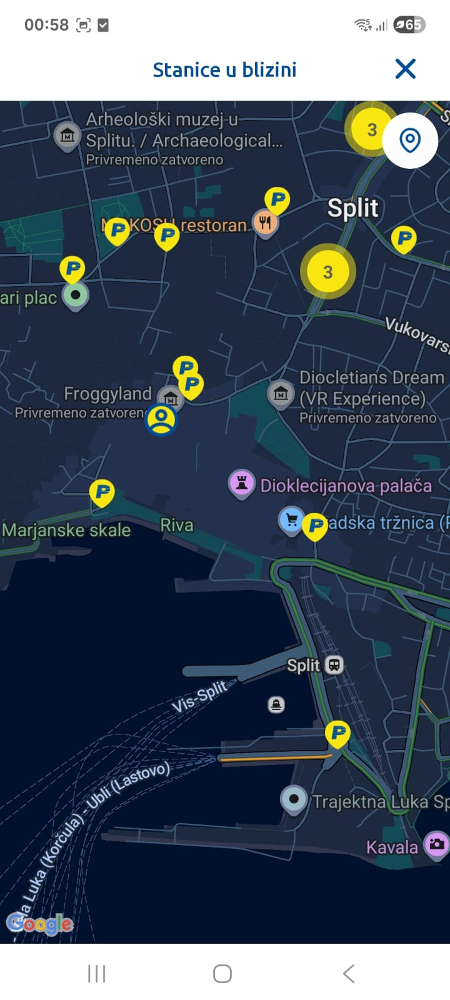 00:58
65
Stanice u blizini
Arheološki muzej u
Splitu. / Archaeological...
Privremeno zatvoreno
3
Split
restoran
3
ari plac
Vukovars
Froggyland
Privremeno zatvoren
Diocletians Dream
(VR Experience)
Privremeno zatvoreno
Dioklecijanova palača
adska tržnica (P
Marjanske skale
Riva
Split
Vis-Split
la Luka (Korčula) - Ubli (Lastovo)
Trajektna Luka Sp
Kavala
Google